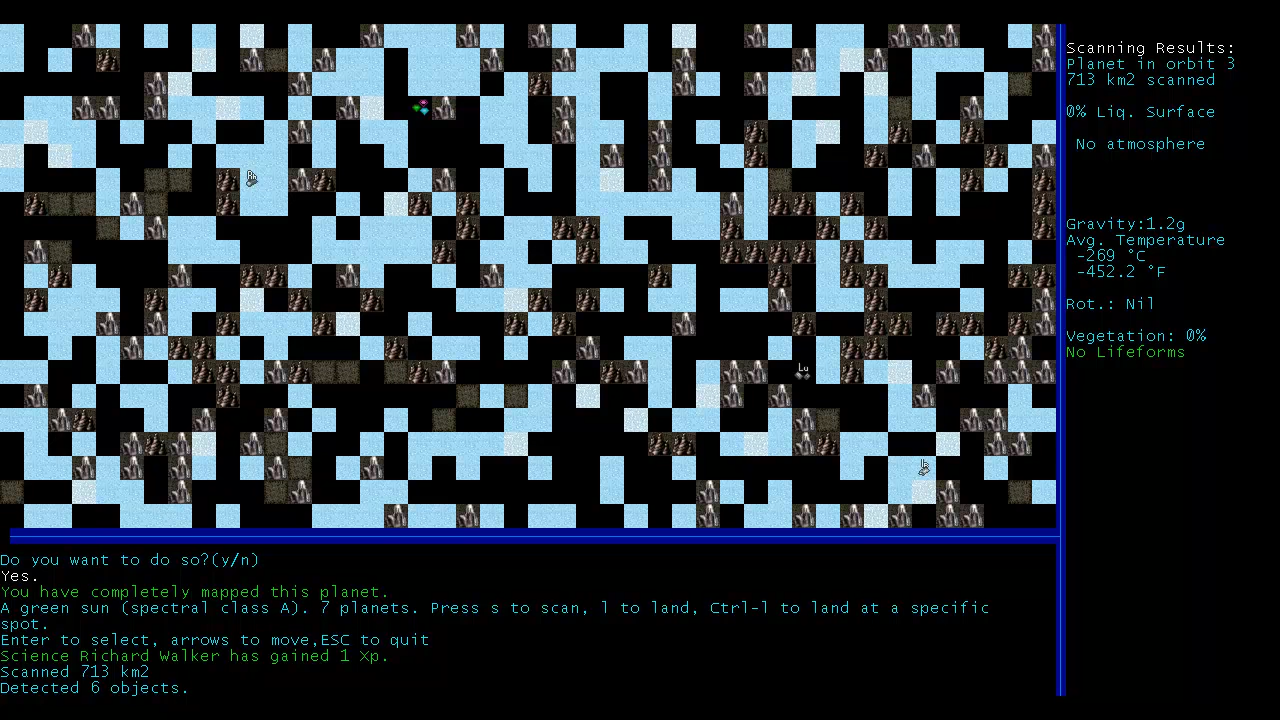 Scanning Results:
Planet in orbit 3
713 km2 scanned
0% Liq. Surface
No atmosphere
Gravity:1.2g
Avg. Temperature
-269 °C
-452.2 °F
Rot.: Nil
Vegetation: 0%
No Lifeforms
Rh
Lu
Do you want to do so?(y/n)
Yes.
You have completely mapped this planet.
A green sun (spectral class A). 7 planets. Press s to scan, l to land, Ctrl-l to land at a specific
spot.
Enter to select, arrows to move,ESC to quit
Science Richard Walker has gained 1 Xp.
Scanned 713 km2
Detected 6 objects.